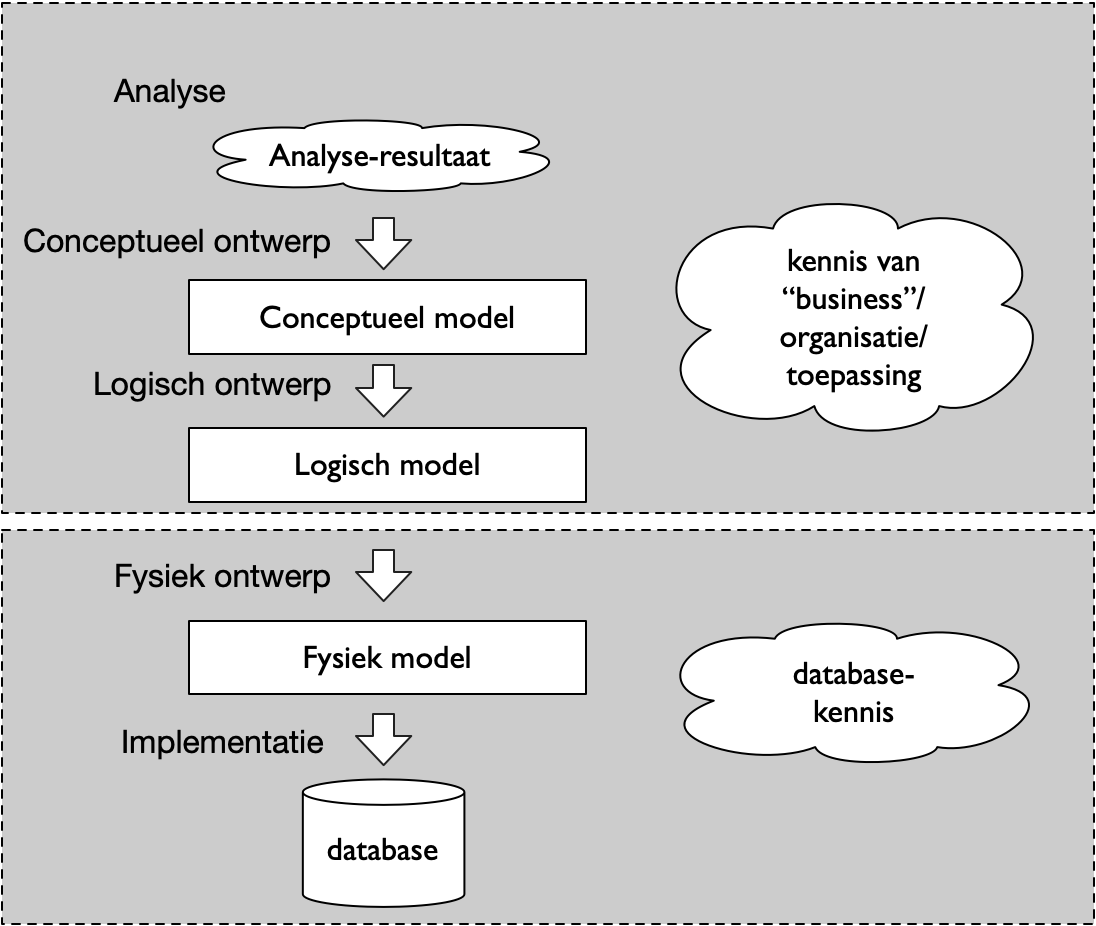 Analyse
Analyse-resultaat
Conceptueel ontwerp
Conceptueel model
Logisch ontwerp
Logisch model
kennis van
“business”/
organisatie/
toepassing
Fysiek ontwerp
Fysiek model
Implementatie
database
database-
kennis